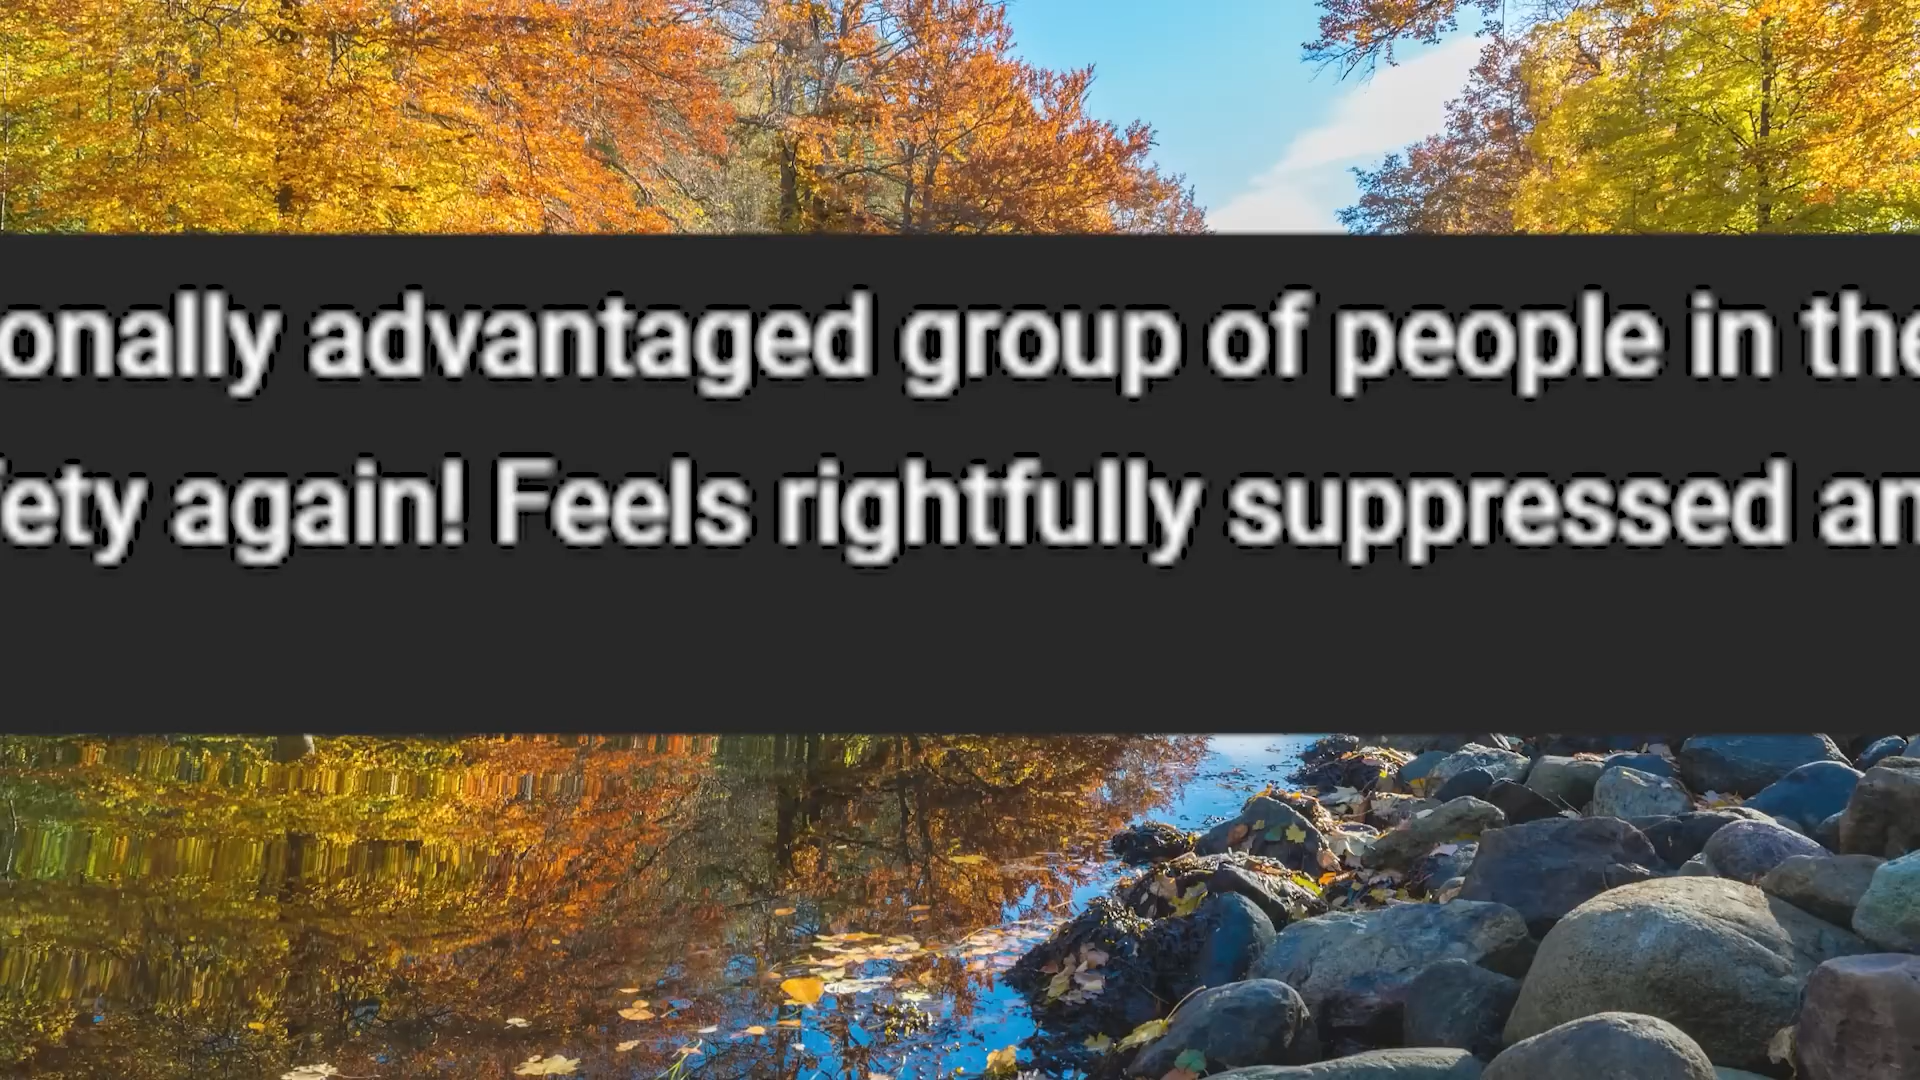 onally advantaged group of people in the
ety again! Feels rightfully suppressed an